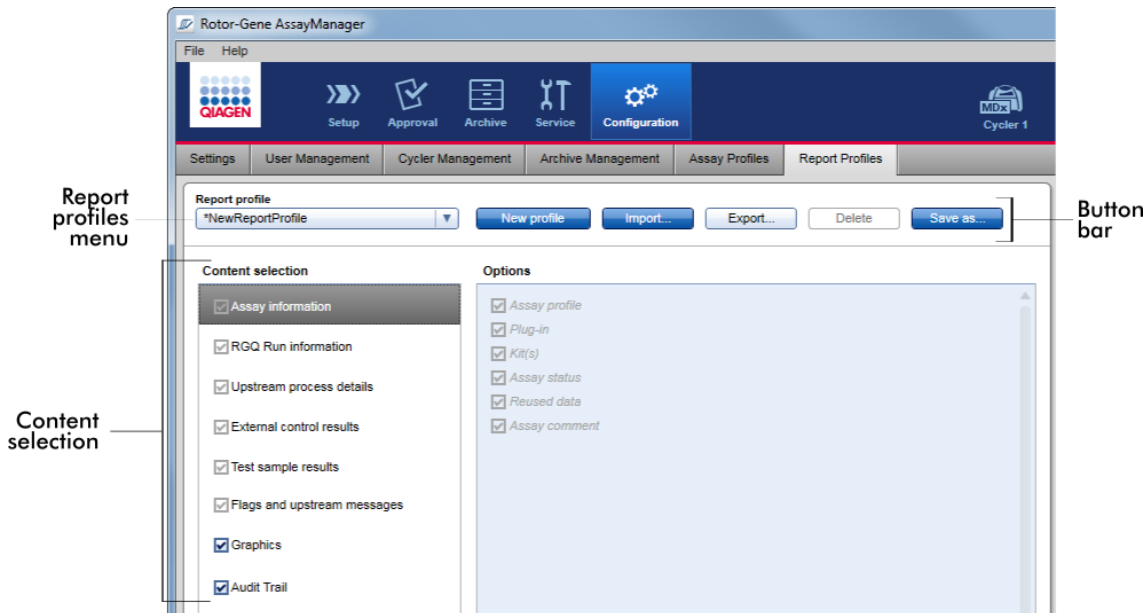 Rotor-Gene AssayManager
File Help
QIAGEN
Setup
Approval
Archive
Service
Configuration
MDx
Cycler 1
Settings
User Management
Cycler Management
Archive Management
Assay Profiles
Report Profiles
Report
profiles
menu
Report profile
*NewReportProfile
New profile
Import...
Export...
Delete
Save as...
Button
bar
Content selection
Options
Content
selection
Assay information
RGQ Run information
Upstream process details
External control results
Test sample results
Flags and upstream messages
Graphics
Audit Trail
Assay profile
Plug-in
Kit(s)
Assay status
Reused data
Assay comment